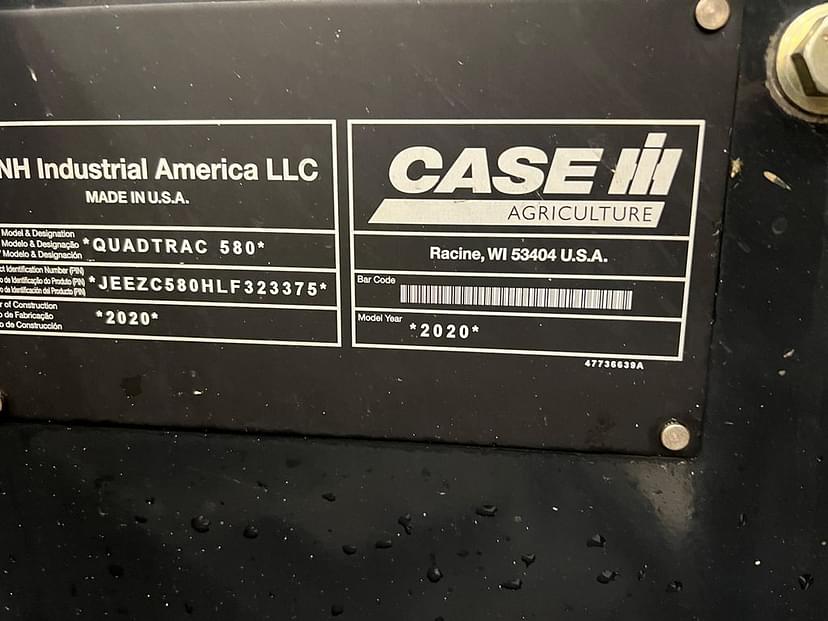 NH Industrial America LLC
MADE IN U.S.A.
Model & Designation
Modelo & Designação
Modelo & Designación
*QUADTRAC 580*
Identification Number (PIN)
de Identificação do Produto (PIN)
de Identificación del Producto (PIN)
*JEEZC580HLF323375*
of Construction
de Fabricação
de Construcción
*2020*
CASE IH
AGRICULTURE
Racine, WI 53404 U.S.A.
Bar Code
Model Year
*2020*
47736639A